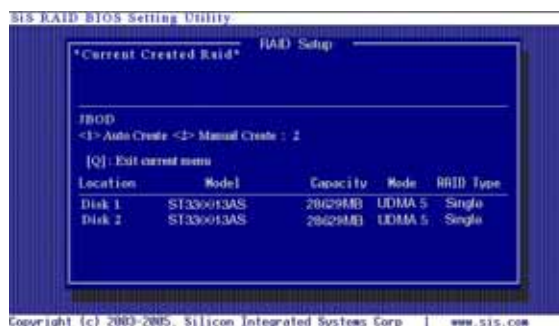 SiS RAID BIOS Setting Utility
RAID Setup
*Current Created Raid*
JBOD
<1> Auto Create <2> Manual Create : 2
[Q] : Exit current menu
Location Model Capacity Mode RAID Type
Disk 1 ST330013AS 28629MB UDMA 5 Single
Disk 2 ST330013AS 28629MB UDMA 5 Single
Copyright (c) 2003-2005. Silicon Integrated Systems Corp | www.sis.com